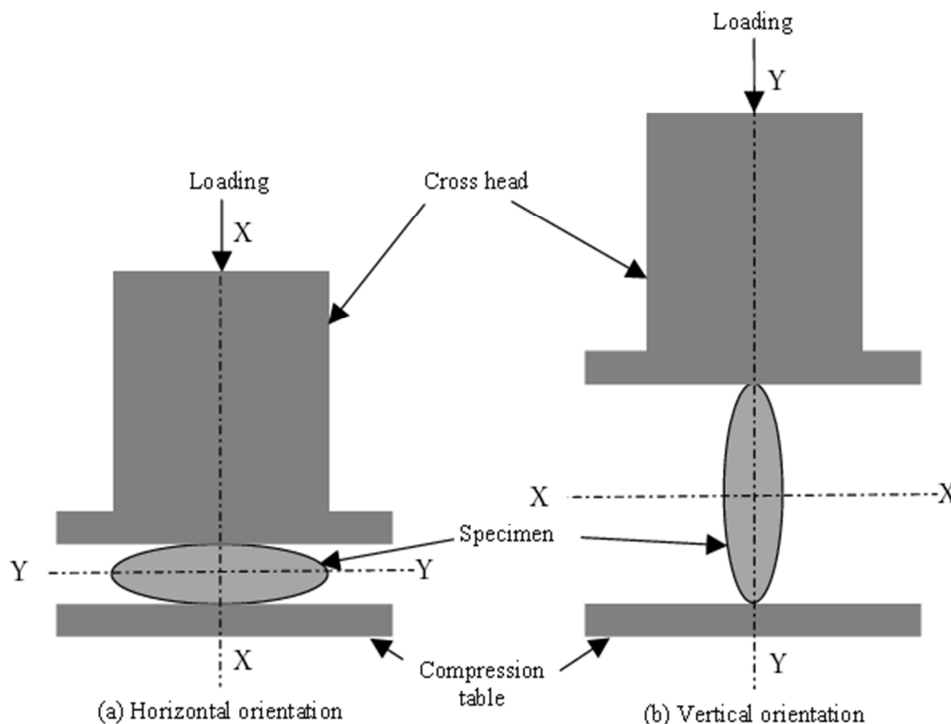 Loading
Y
Cross head
Loading
X
X
X
Specimen
Y
Y
X
Compression
table
Y
(a) Horizontal orientation
(b) Vertical orientation